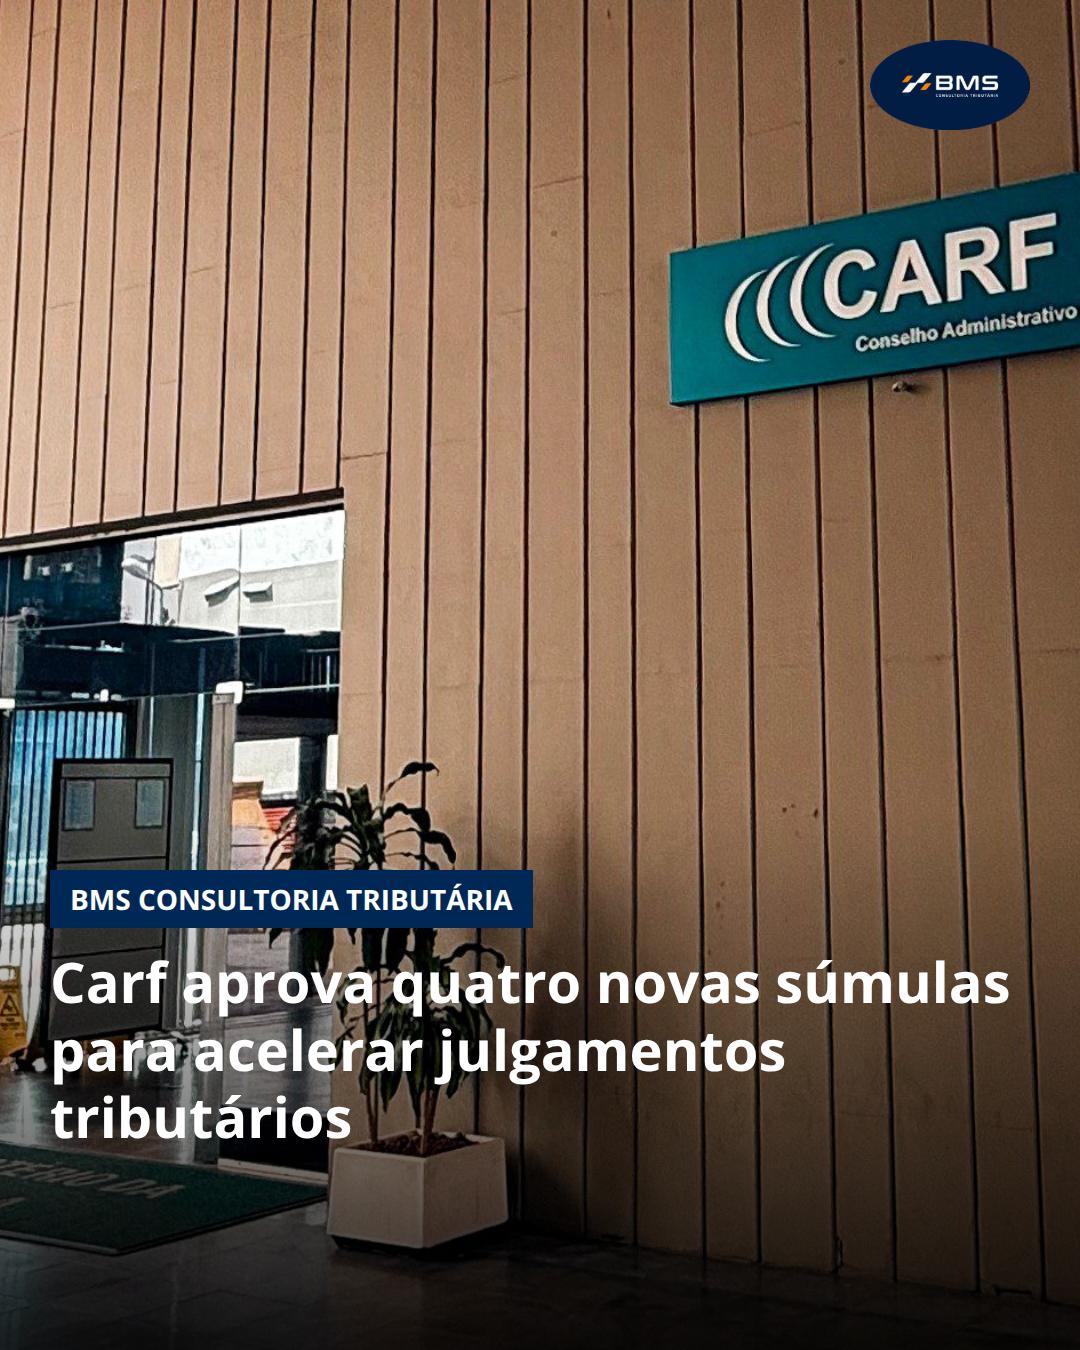 BMS
CONSULTORIA TRIBUTÁRIA
CARF
Conselho Administrativo
BMS CONSULTORIA TRIBUTÁRIA
Carf aprova quatro novas súmulas
para acelerar julgamentos
tributários